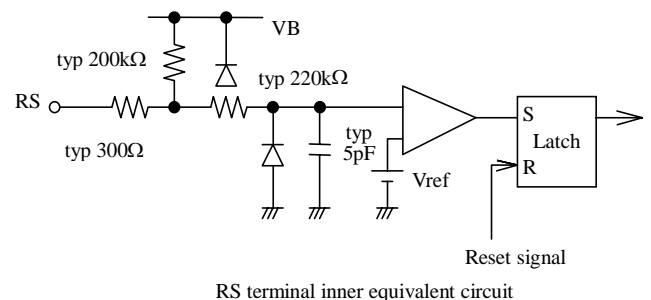 VB
typ 200kΩ
typ 220kΩ
RS
typ 300Ω
typ
5pF
Vref
S
Latch
R
Reset signal
RS terminal inner equivalent circuit